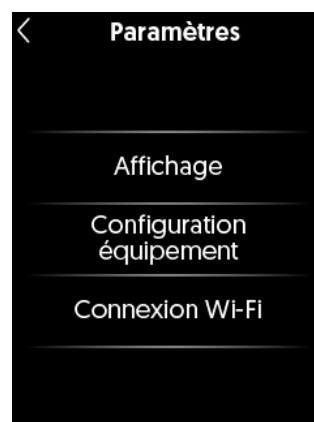 Paramètres
Affichage
Configuration
équipement
Connexion Wi-Fi